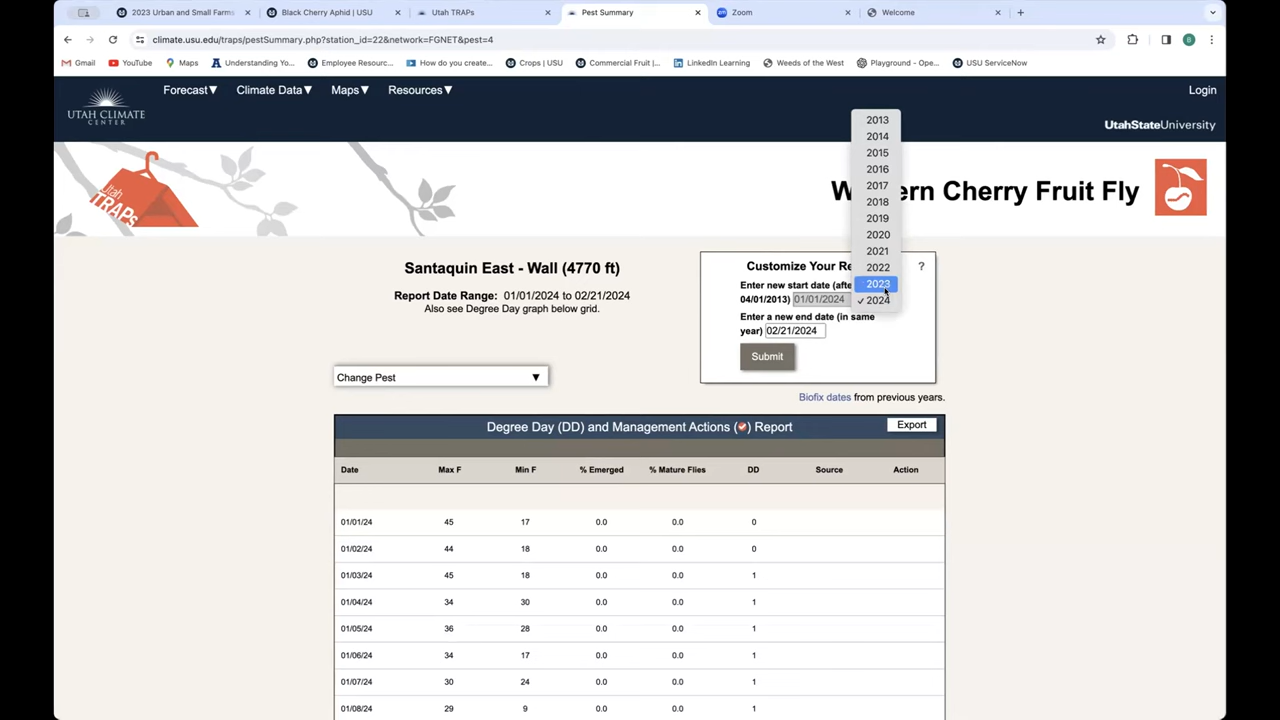 2023 Urban and Small Farms
Black Cherry Aphid | USU
Utah TRAPs
Pest Summary
Zoom
Welcome
climate.usu.edu/traps/pestSummary.php?station_id=22&network=FGNET&pest=4
B
Gmail
YouTube
Maps
Understanding Yo...
Employee Resourc...
How do you create...
Crops | USU
Commercial Fruit |...
LinkedIn Learning
Weeds of the West
Playground - Ope...
USU ServiceNow
UTAH CLIMATE
CENTER
Forecast▼
Climate Data▼
Maps▼
Resources▼
Login
UtahStateUniversity
Utah
TRAPs
Western Cherry Fruit Fly
2013
2014
2015
2016
2017
2018
2019
2020
2021
2022
2023
✓ 2024
Santaquin East - Wall (4770 ft)
Report Date Range: 01/01/2024 to 02/21/2024
Also see Degree Day graph below grid.
Customize Your Re
?
Enter new start date (after
04/01/2013) 01/01/2024
Enter a new end date (in same
year) 02/21/2024
Submit
Change Pest ▼
Biofix dates from previous years.
Degree Day (DD) and Management Actions ( ) Report
Export
Date Max F Min F % Emerged % Mature Flies DD Source Action
01/01/24 45 17 0.0 0.0 0
01/02/24 44 18 0.0 0.0 0
01/03/24 45 18 0.0 0.0 1
01/04/24 34 30 0.0 0.0 1
01/05/24 36 28 0.0 0.0 1
01/06/24 34 17 0.0 0.0 1
01/07/24 30 24 0.0 0.0 1
01/08/24 29 9 0.0 0.0 1